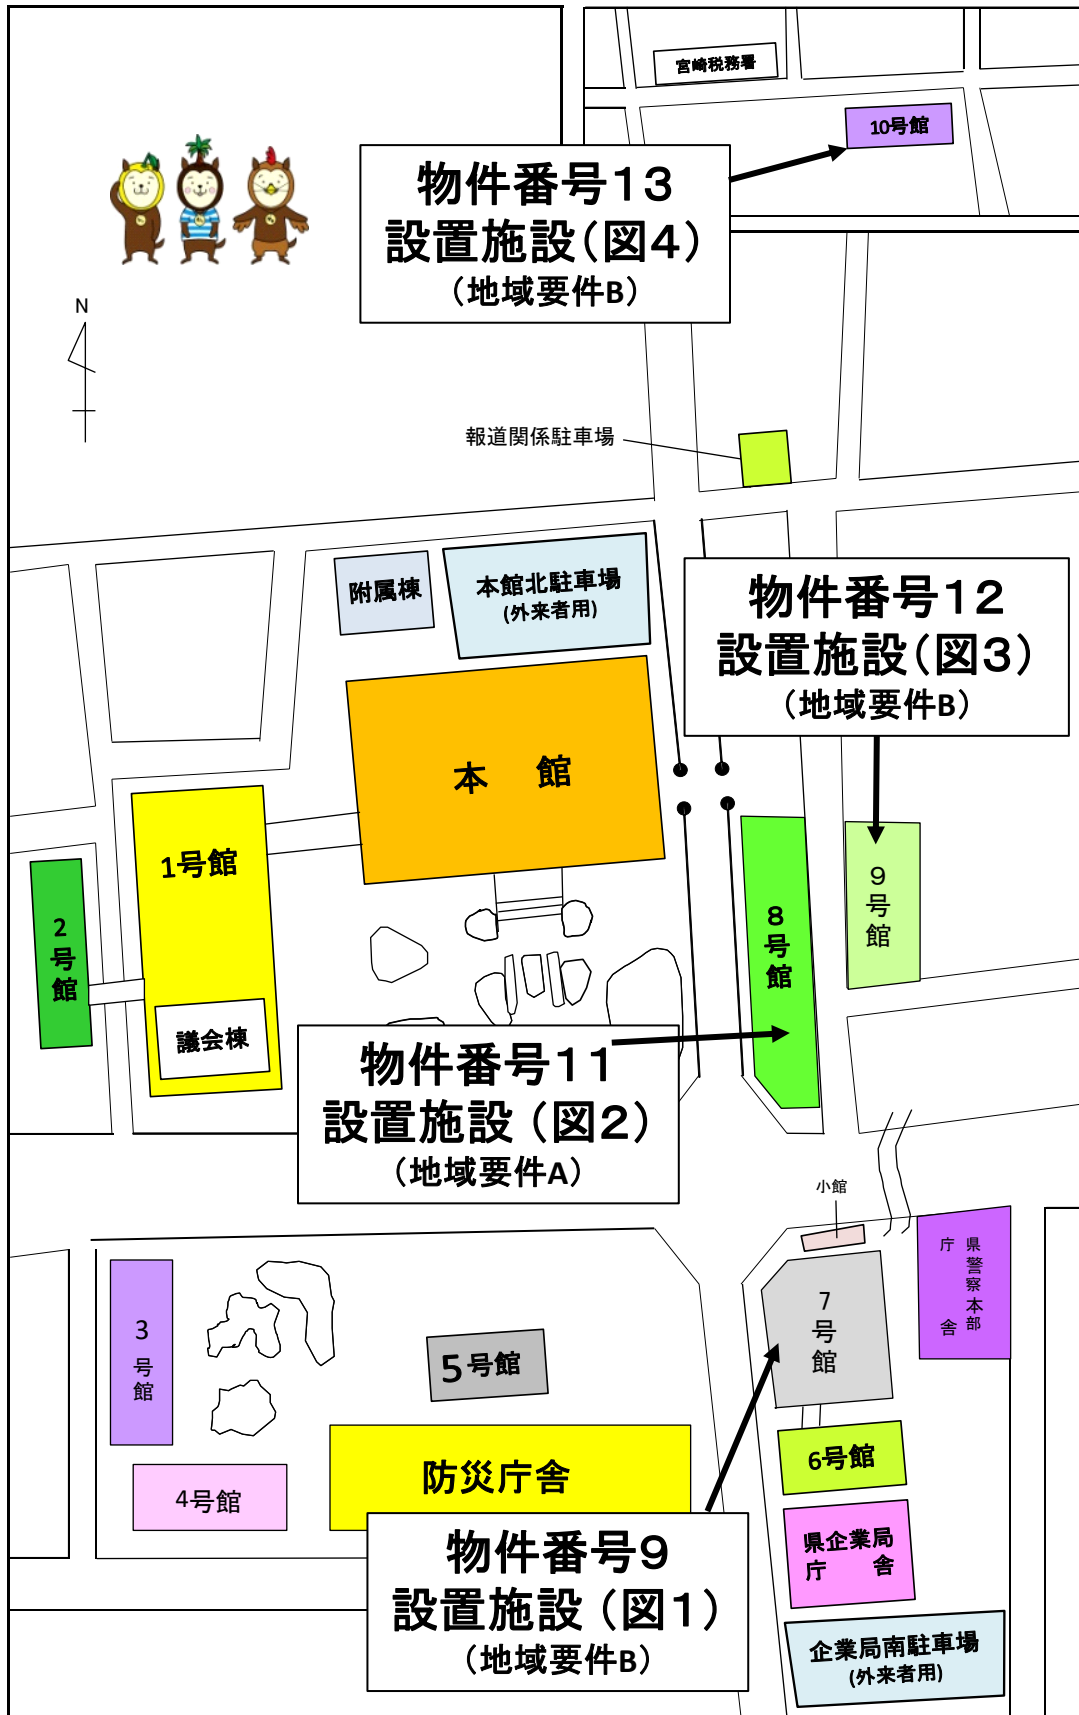 宮崎税務署
10号館
物件番号13
設置施設(図4)
(地域要件B)
N
報道関係駐車場
附属棟
本館北駐車場
(外来者用)
物件番号12
設置施設(図3)
(地域要件B)
本　館
1号館
2号館
8号館
9号館
議会棟
物件番号11
設置施設(図2)
(地域要件A)
小館
県警察本部
庁　舎
3号館
7号館
5号館
6号館
防災庁舎
4号館
県企業局
庁　舎
物件番号9
設置施設(図1)
(地域要件B)
企業局南駐車場
(外来者用)